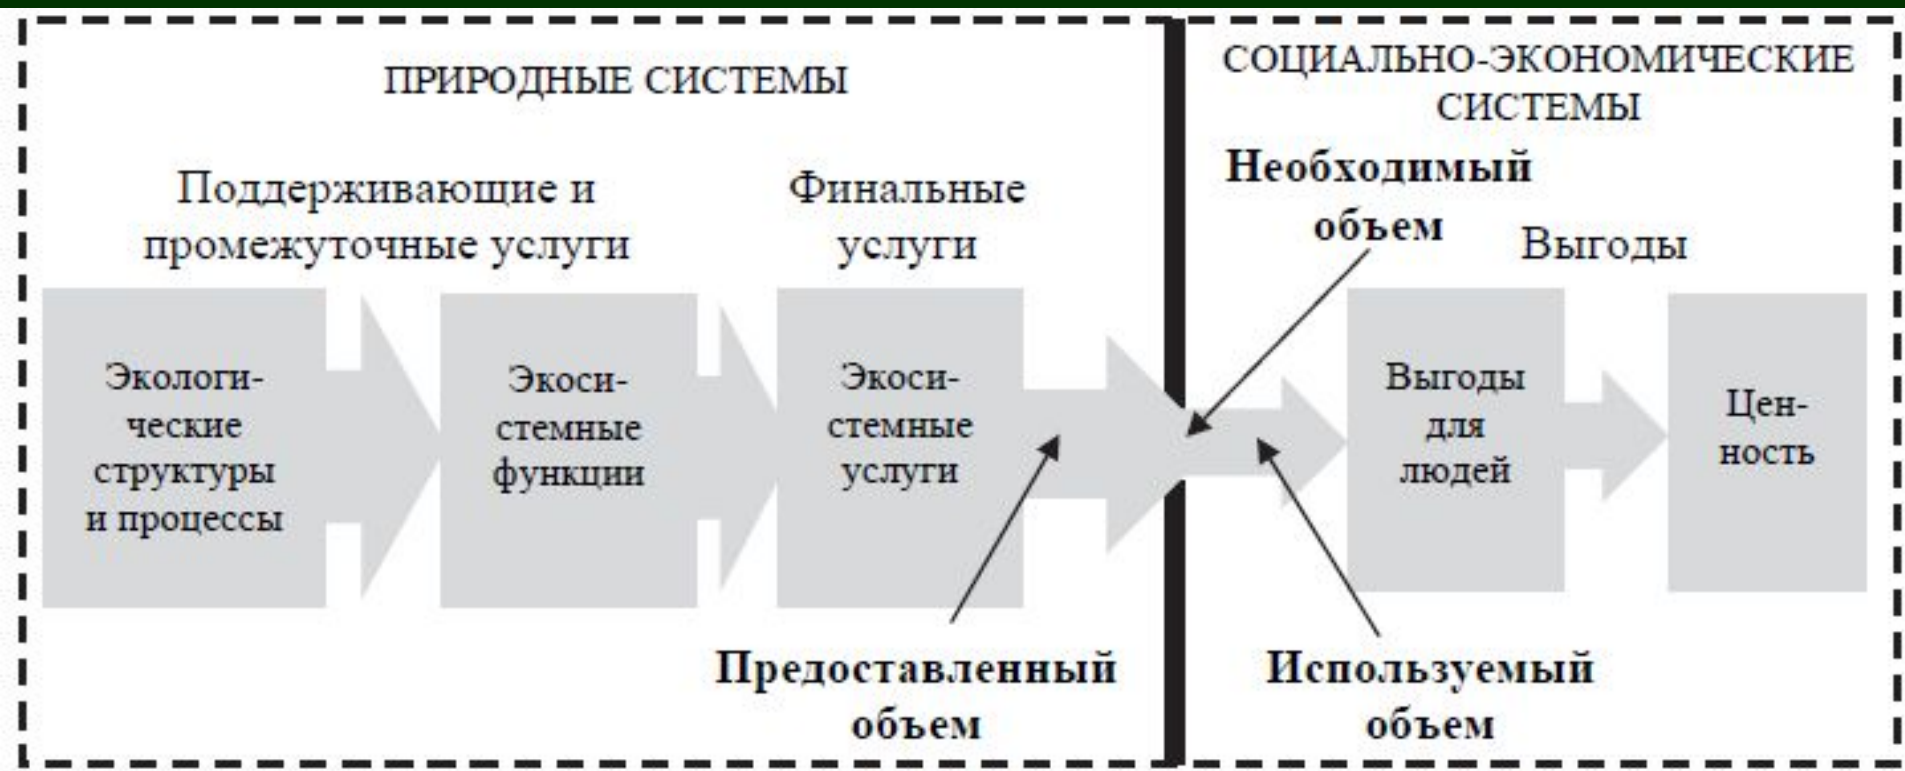 ПРИРОДНЫЕ СИСТЕМЫ
СОЦИАЛЬНО-ЭКОНОМИЧЕСКИЕ
СИСТЕМЫ
Поддерживающие и
промежуточные услуги
Финальные
услуги
Необходимый
объем
Выгоды
Экологи-
ческие
структуры
и процессы
Экоси-
стемные
функции
Экоси-
стемные
услуги
Выгоды
для
людей
Цен-
ность
Предоставленный
объем
Используемый
объем